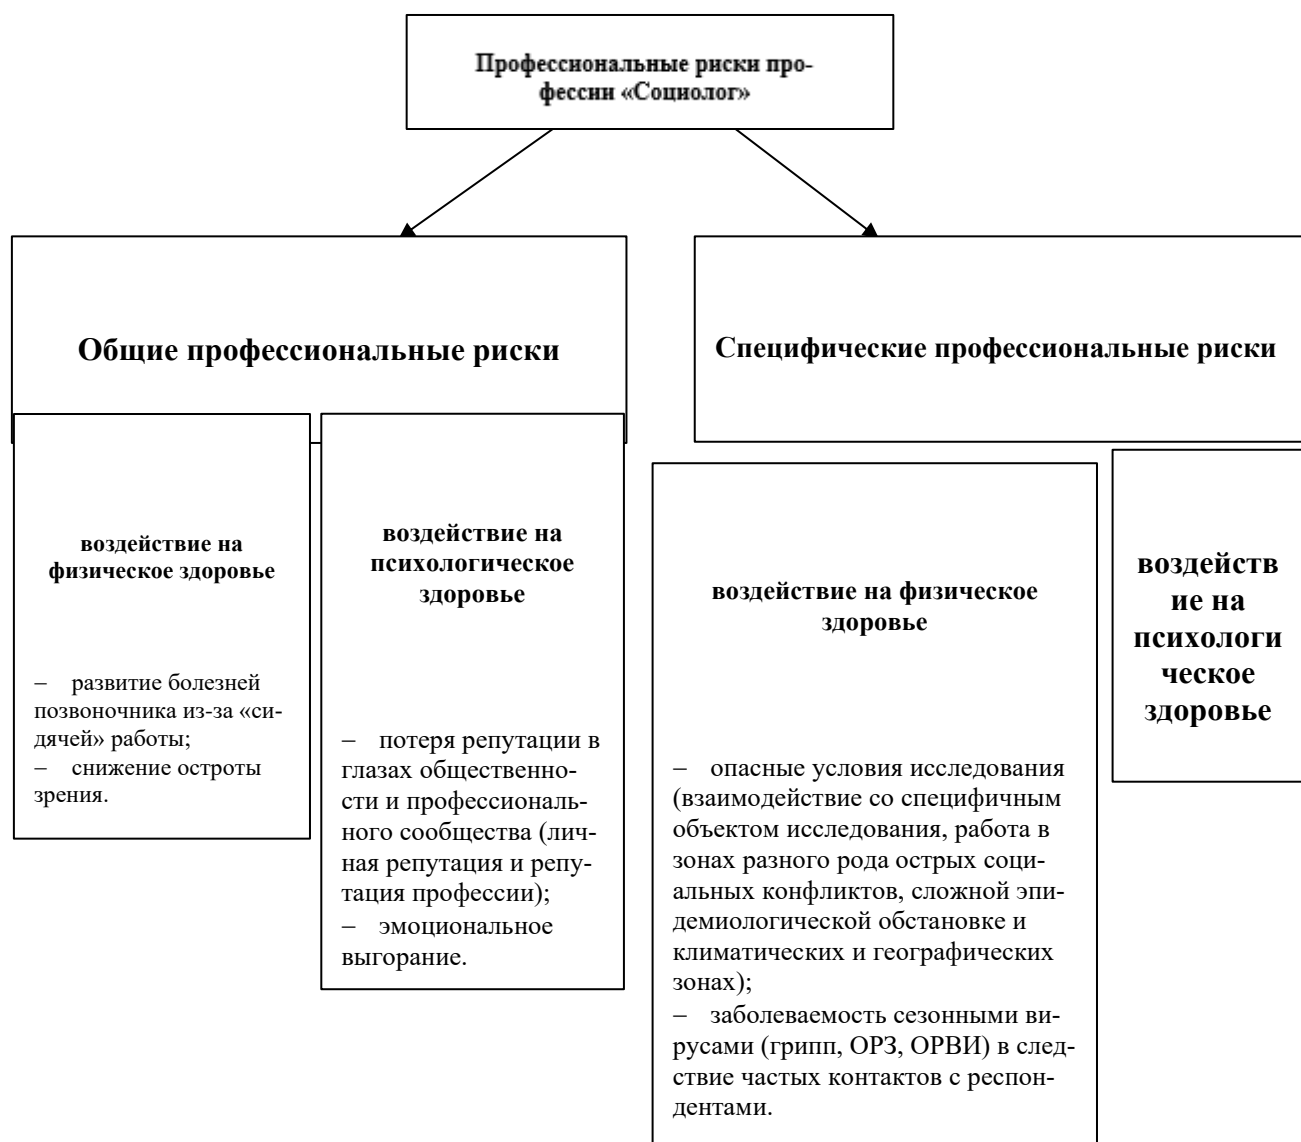 Профессиональные риски про-
фессии «Социолог»
Общие профессиональные риски
Специфические профессиональные риски
воздействие на
физическое здоровье
– развитие болезней
позвоночника из-за «си-
дячей» работы;
– снижение остроты
зрения.
воздействие на
психологическое
здоровье
– потеря репутации в
глазах общественно-
сти и профессиональ-
ного сообщества (лич-
ная репутация и репу-
тация профессии);
– эмоциональное
выгорание.
воздействие на физическое
здоровье
– опасные условия исследования
(взаимодействие со специфичным
объектом исследования, работа в
зонах разного рода острых соци-
альных конфликтов, сложной эпи-
демиологической обстановке и
климатических и географических
зонах);
– заболеваемость сезонными ви-
русами (грипп, ОРЗ, ОРВИ) в след-
ствие частых контактов с респон-
дентами.
воздейств
ие на
психологи
ческое
здоровье